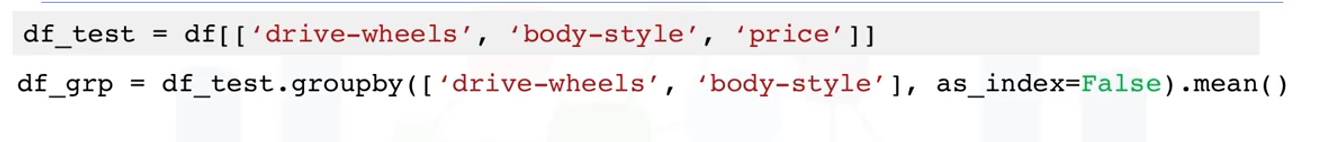 df_test = df[[‘drive-wheels’, ‘body-style’, ‘price’]]
df_grp = df_test.groupby([‘drive-wheels’, ‘body-style’], as_index=False).mean()